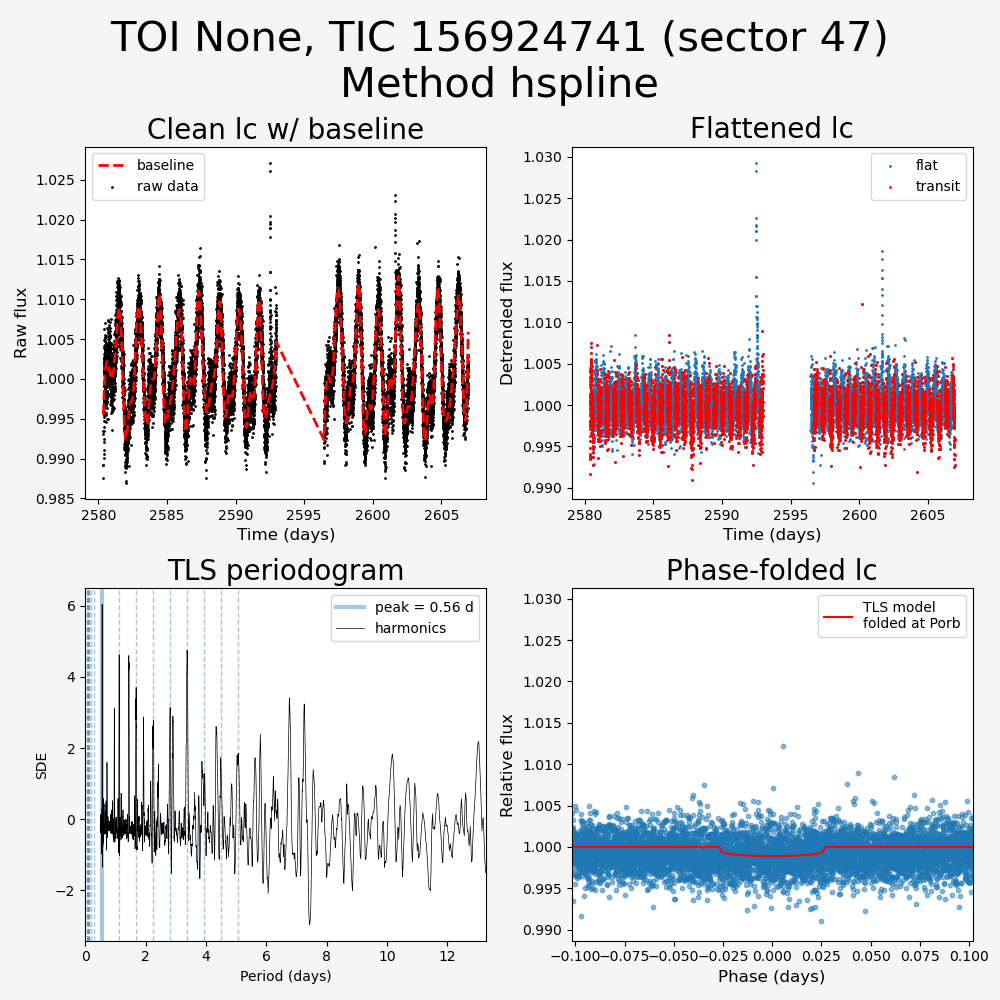 TOI None, TIC 156924741 (sector 47)
Method hspline
Clean lc w/ baseline
baseline
raw data
1.025
1.020
1.015
1.010
1.005
1.000
0.995
0.990
0.985
Raw flux
2580
2585
2590
2595
2600
2605
Time (days)
Flattened lc
flat
transit
1.030
1.025
1.020
1.015
1.010
1.005
1.000
0.995
0.990
Detrended flux
2580
2585
2590
2595
2600
2605
Time (days)
TLS periodogram
peak = 0.56 d
harmonics
6
4
2
0
−2
SDE
0
2
4
6
8
10
12
Period (days)
Phase-folded lc
TLS model
folded at Porb
1.030
1.025
1.020
1.015
1.010
1.005
1.000
0.995
0.990
Relative flux
−0.100
−0.075
−0.050
−0.025
0.000
0.025
0.050
0.075
0.100
Phase (days)